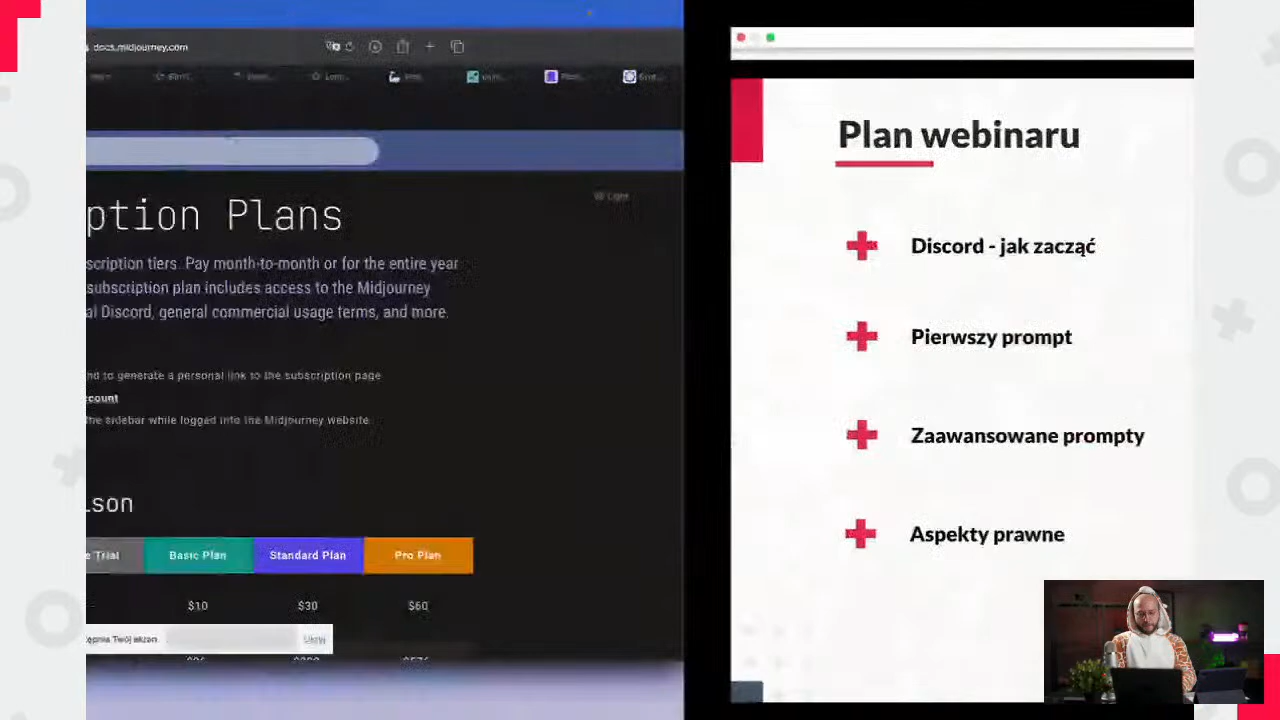 docs.midjourney.com
ption Plans
scription tiers. Pay month-to-month or for the entire year
subscription plan includes access to the Midjourney
al Discord, general commercial usage terms, and more.
nd to generate a personal link to the subscription page
ccount
the sidebar while logged into the Midjourney website
ison
e Trial Basic Plan Standard Plan Pro Plan
- $10 $30 $60
Twój ekran. Ukryj
Plan webinaru
Discord - jak zacząć
Pierwszy prompt
Zaawansowane prompty
Aspekty prawne